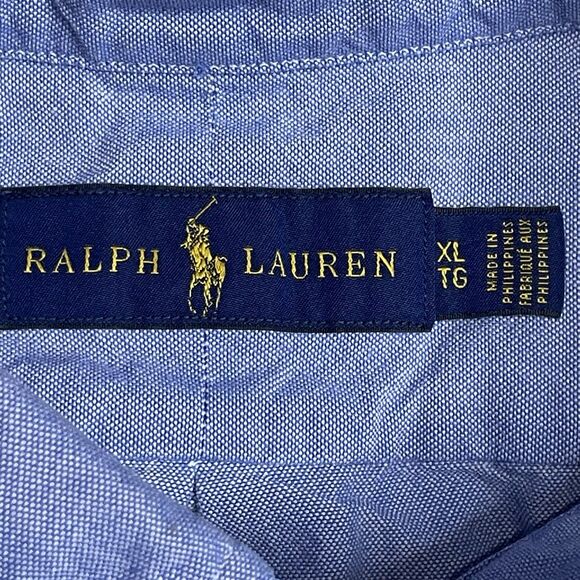 RALPH LAUREN
XL
TG
MADE IN
PHILIPPINES
FABRIQUÉ AUX
PHILIPPINES